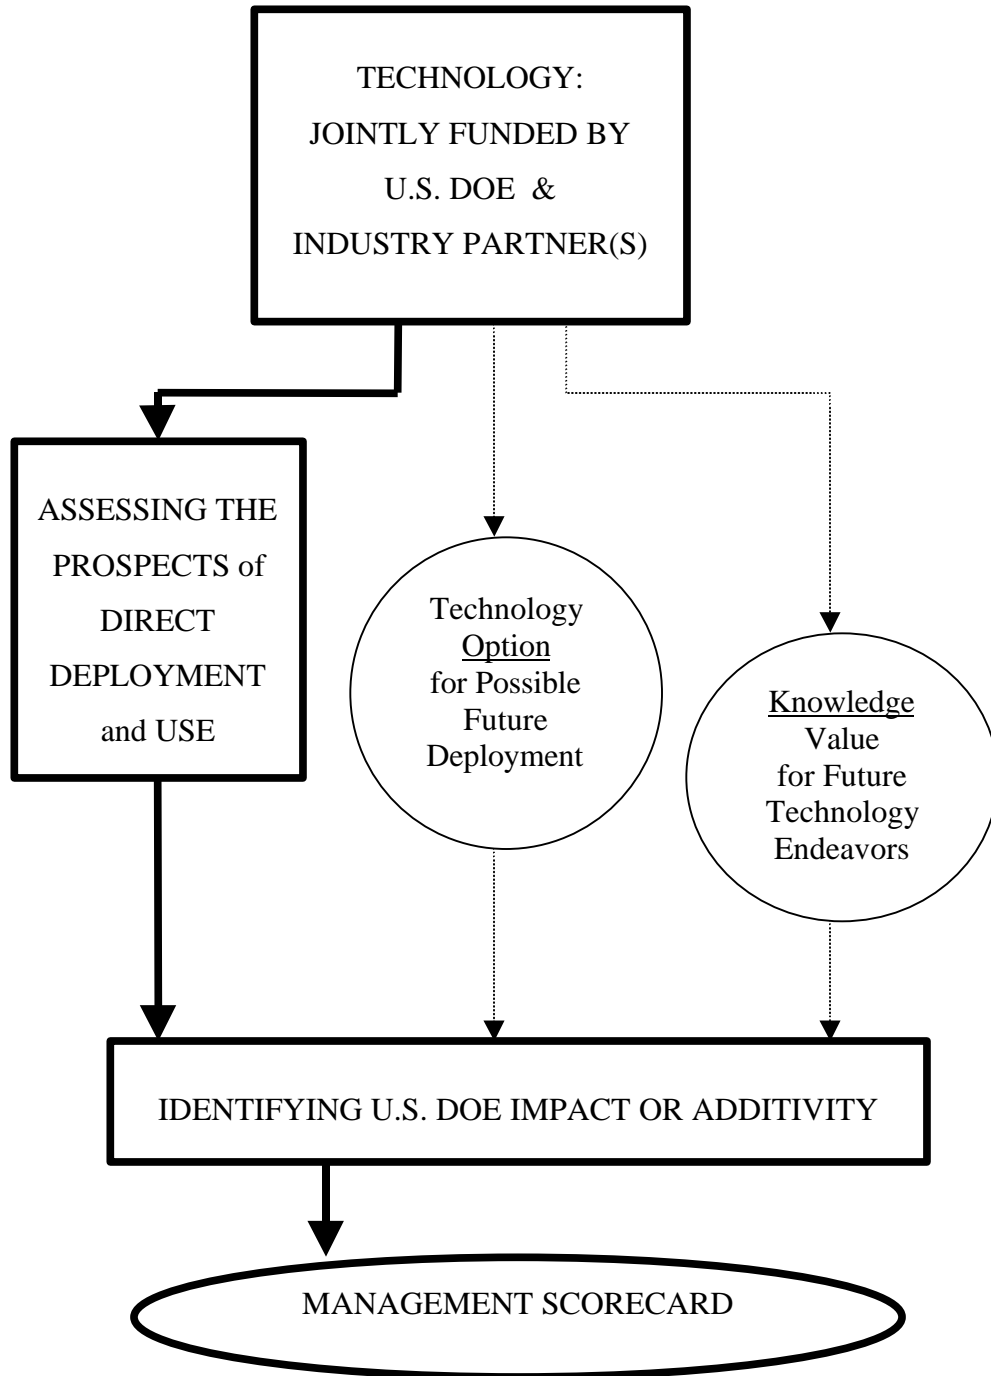 TECHNOLOGY:
JOINTLY FUNDED BY
U.S. DOE &
INDUSTRY PARTNER(S)
ASSESSING THE
PROSPECTS of
DIRECT
DEPLOYMENT
and USE
Technology
Option
for Possible
Future
Deployment
Knowledge
Value
for Future
Technology
Endeavors
IDENTIFYING U.S. DOE IMPACT OR ADDITIVITY
MANAGEMENT SCORECARD